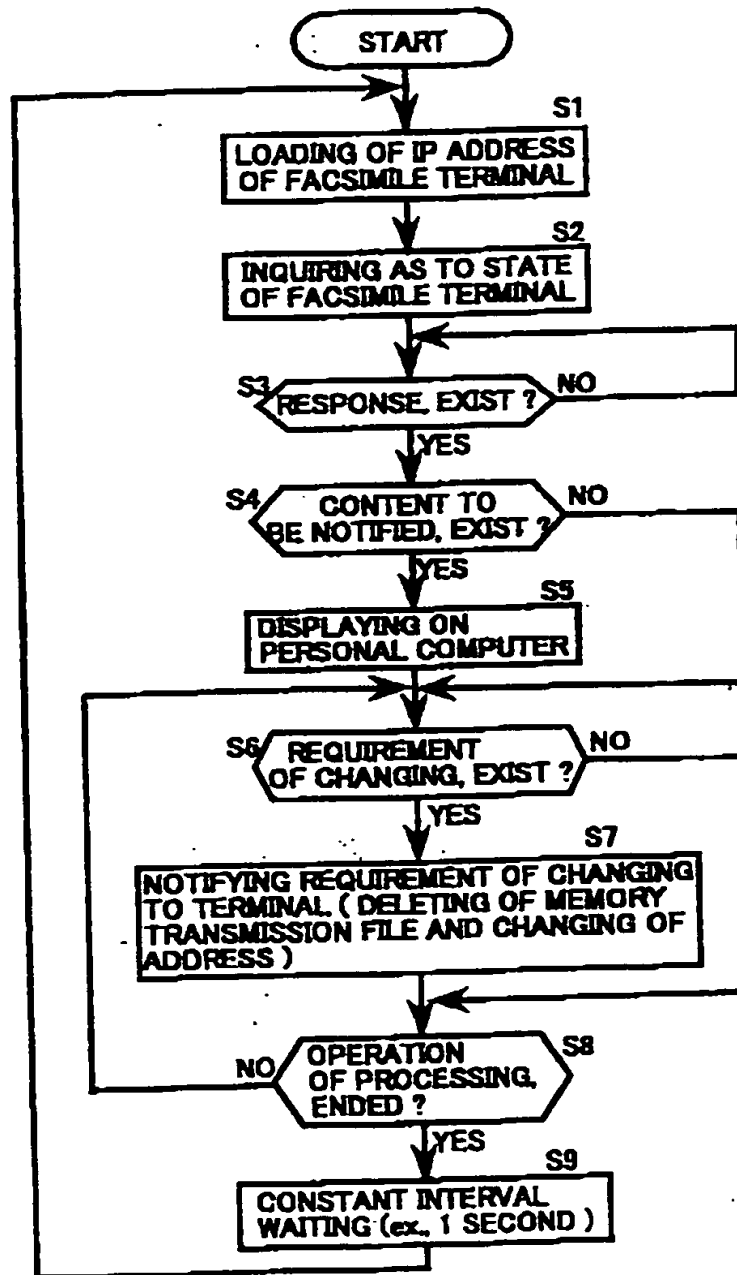 START
S1
LOADING OF IP ADDRESS
OF FACSIMILE TERMINAL
S2
INQUIRING AS TO STATE
OF FACSIMILE TERMINAL
S3
RESPONSE, EXIST ?
NO
YES
S4
CONTENT TO
BE NOTIFIED, EXIST ?
NO
YES
S5
DISPLAYING ON
PERSONAL COMPUTER
S6
REQUIREMENT
OF CHANGING, EXIST ?
NO
YES
S7
NOTIFYING REQUIREMENT OF CHANGING
TO TERMINAL ( DELETING OF MEMORY
TRANSMISSION FILE AND CHANGING OF
ADDRESS )
NO
OPERATION
OF PROCESSING,
ENDED ?
S8
YES
S9
CONSTANT INTERVAL
WAITING (ex., 1 SECOND )